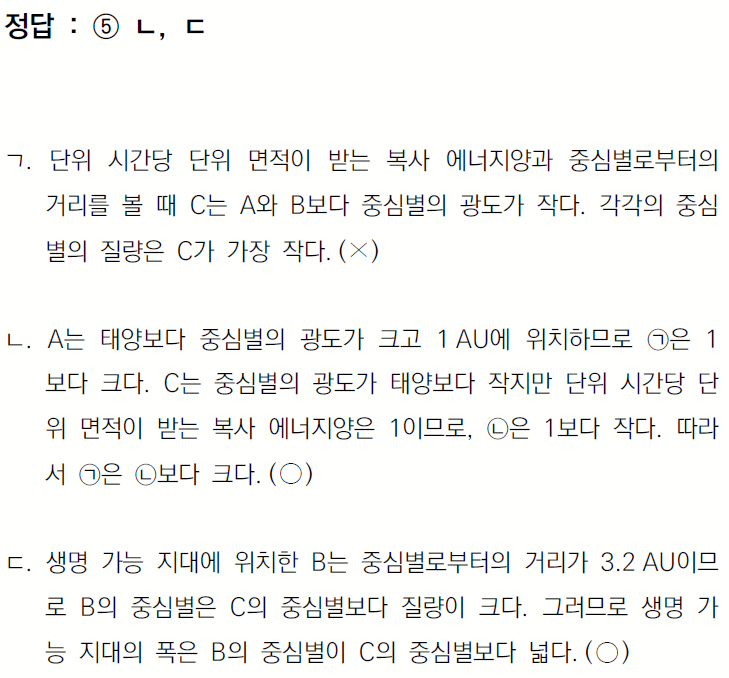 정답 : ⑤ ㄴ, ㄷ
ㄱ. 단위 시간당 단위 면적이 받는 복사 에너지양과 중심별로부터의
거리를 볼 때 C는 A와 B보다 중심별의 광도가 작다. 각각의 중심
별의 질량은 C가 가장 작다.(×)
ㄴ. A는 태양보다 중심별의 광도가 크고 1 AU에 위치하므로 ㉠은 1
보다 크다. C는 중심별의 광도가 태양보다 작지만 단위 시간당 단
위 면적이 받는 복사 에너지양은 1이므로, ㉡은 1보다 작다. 따라
서 ㉠은 ㉡보다 크다.(○)
ㄷ. 생명 가능 지대에 위치한 B는 중심별로부터의 거리가 3.2 AU이므
로 B의 중심별은 C의 중심별보다 질량이 크다. 그러므로 생명 가
능 지대의 폭은 B의 중심별이 C의 중심별보다 넓다.(○)